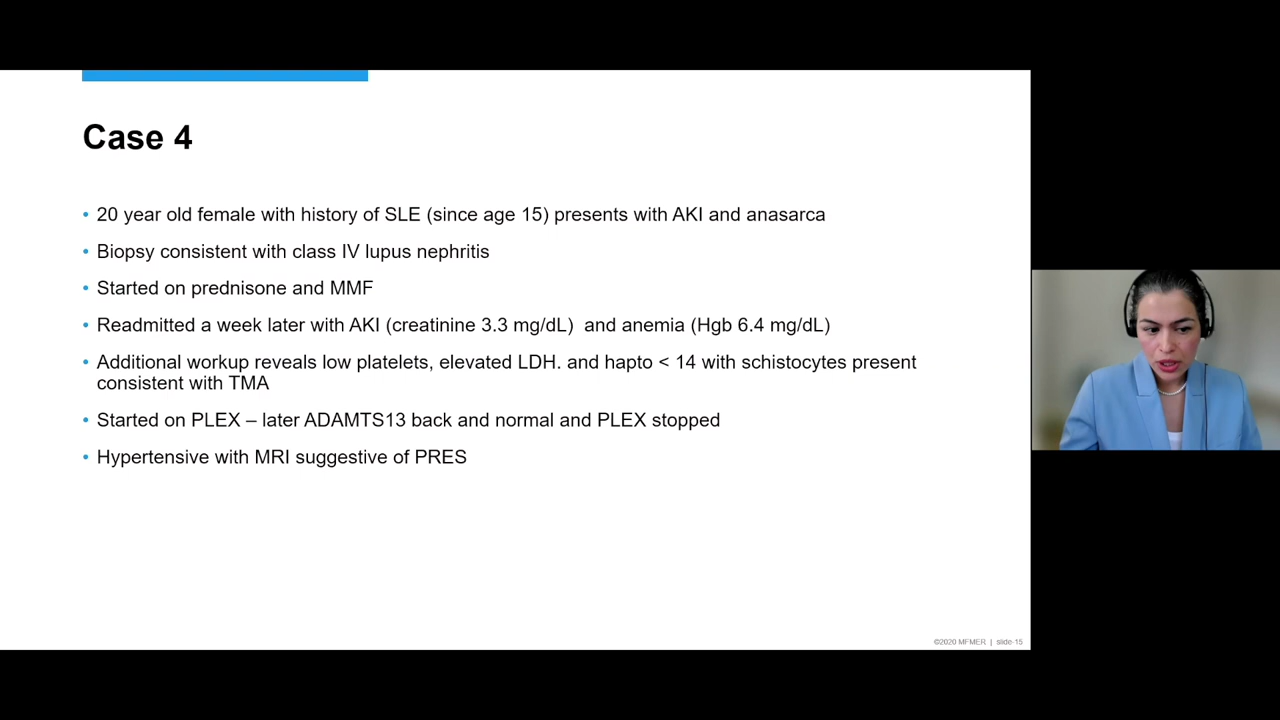 Case 4
• 20 year old female with history of SLE (since age 15) presents with AKI and anasarca
• Biopsy consistent with class IV lupus nephritis
• Started on prednisone and MMF
• Readmitted a week later with AKI (creatinine 3.3 mg/dL)  and anemia (Hgb 6.4 mg/dL)
• Additional workup reveals low platelets, elevated LDH. and hapto < 14 with schistocytes present
consistent with TMA
• Started on PLEX – later ADAMTS13 back and normal and PLEX stopped
• Hypertensive with MRI suggestive of PRES
©2020 MFMER | slide-15